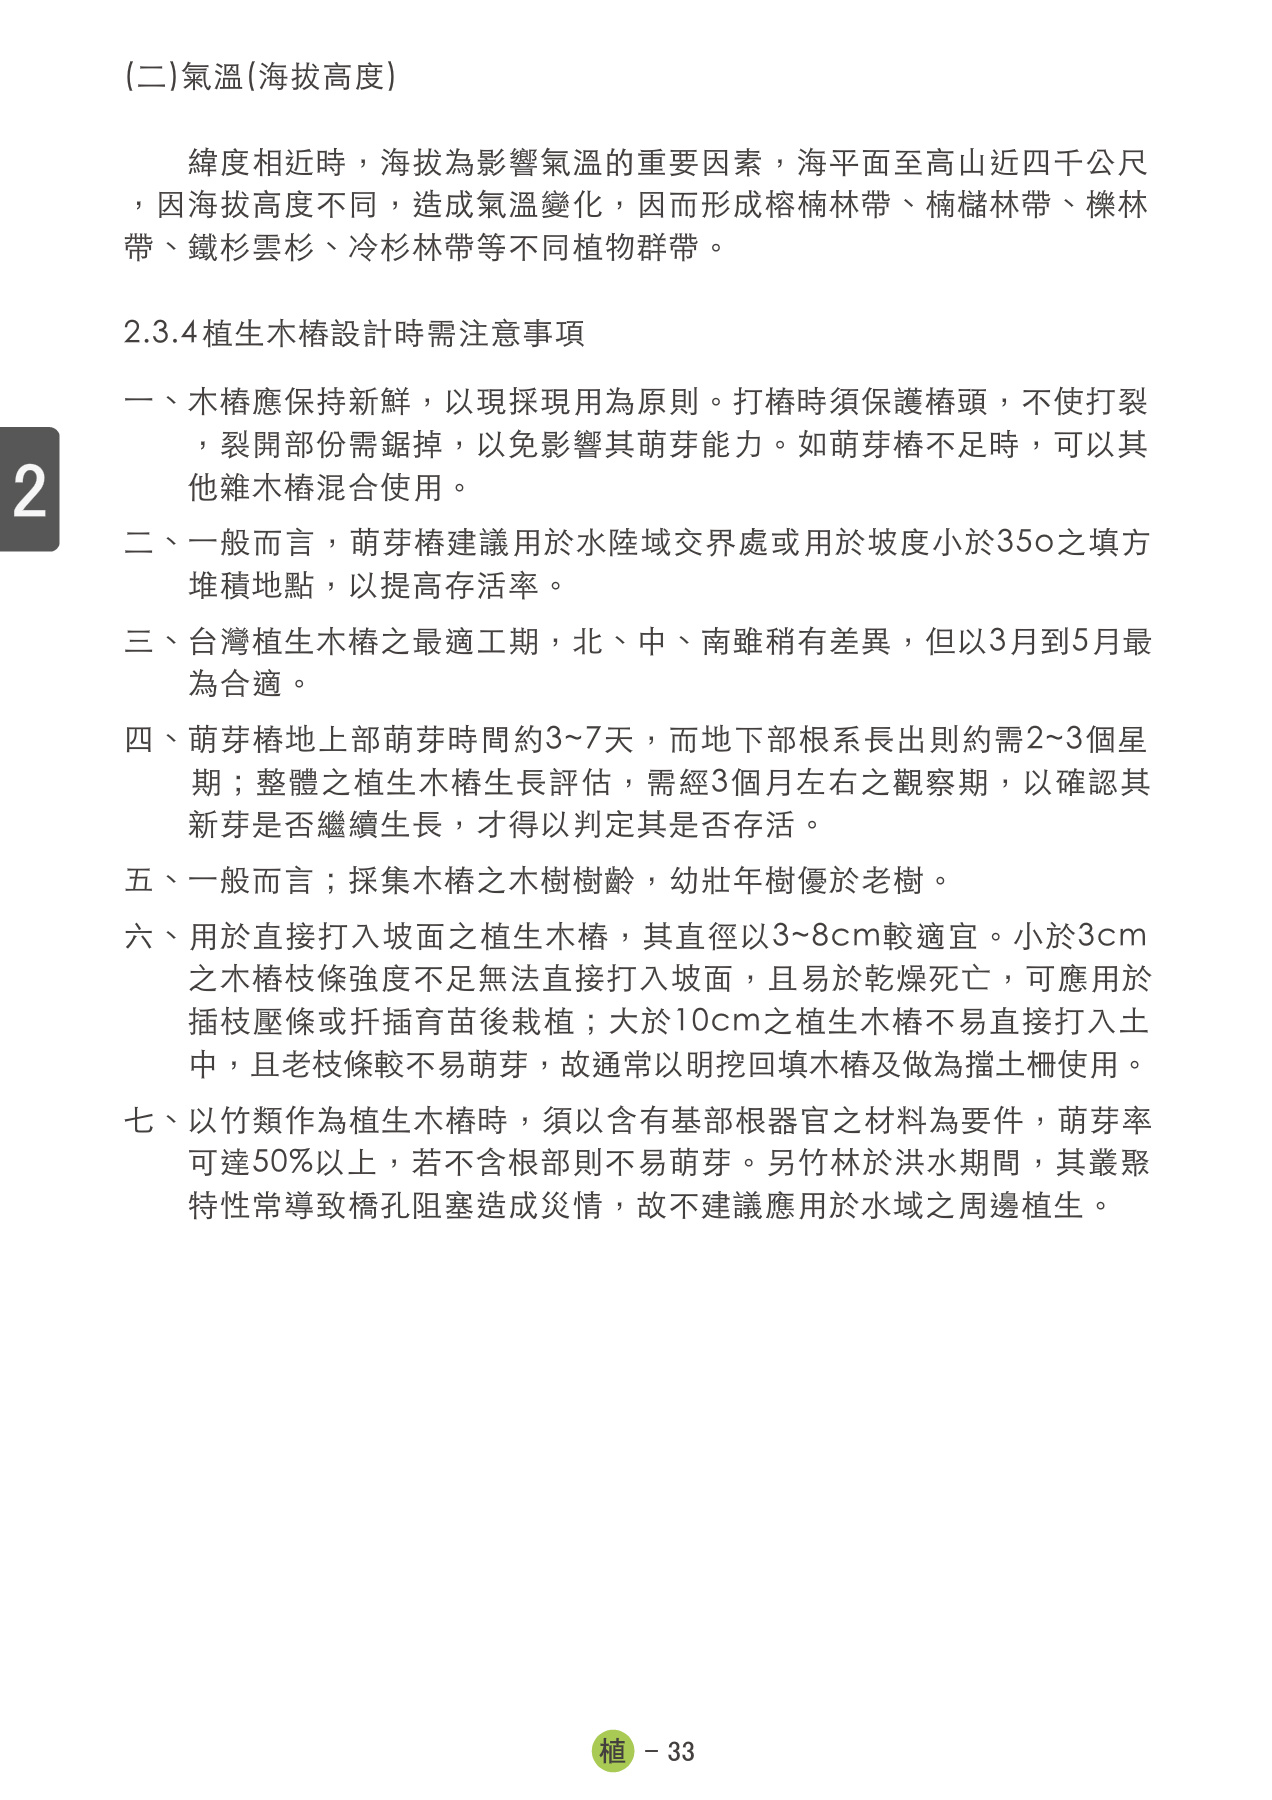 (二)氣溫(海拔高度)
緯度相近時，海拔為影響氣溫的重要因素，海平面至高山近四千公尺
，因海拔高度不同，造成氣溫變化，因而形成榕楠林帶、楠櫧林帶、櫟林
帶、鐵杉雲杉、冷杉林帶等不同植物群帶。
2.3.4植生木樁設計時需注意事項
一、木樁應保持新鮮，以現採現用為原則。打樁時須保護樁頭，不使打裂
，裂開部份需鋸掉，以免影響其萌芽能力。如萌芽樁不足時，可以其
他雜木樁混合使用。
二、一般而言，萌芽樁建議用於水陸域交界處或用於坡度小於35o之填方
堆積地點，以提高存活率。
三、台灣植生木樁之最適工期，北、中、南雖稍有差異，但以3月到5月最
為合適。
四、萌芽樁地上部萌芽時間約3~7天，而地下部根系長出則約需2~3個星
期；整體之植生木樁生長評估，需經3個月左右之觀察期，以確認其
新芽是否繼續生長，才得以判定其是否存活。
五、一般而言；採集木樁之木樹樹齡，幼壯年樹優於老樹。
六、用於直接打入坡面之植生木樁，其直徑以3~8cm較適宜。小於3cm
之木樁枝條強度不足無法直接打入坡面，且易於乾燥死亡，可應用於
插枝壓條或扦插育苗後栽植；大於10cm之植生木樁不易直接打入土
中，且老枝條較不易萌芽，故通常以明挖回填木樁及做為擋土柵使用。
七、以竹類作為植生木樁時，須以含有基部根器官之材料為要件，萌芽率
可達50%以上，若不含根部則不易萌芽。另竹林於洪水期間，其叢聚
特性常導致橋孔阻塞造成災情，故不建議應用於水域之周邊植生。
2
植 – 33